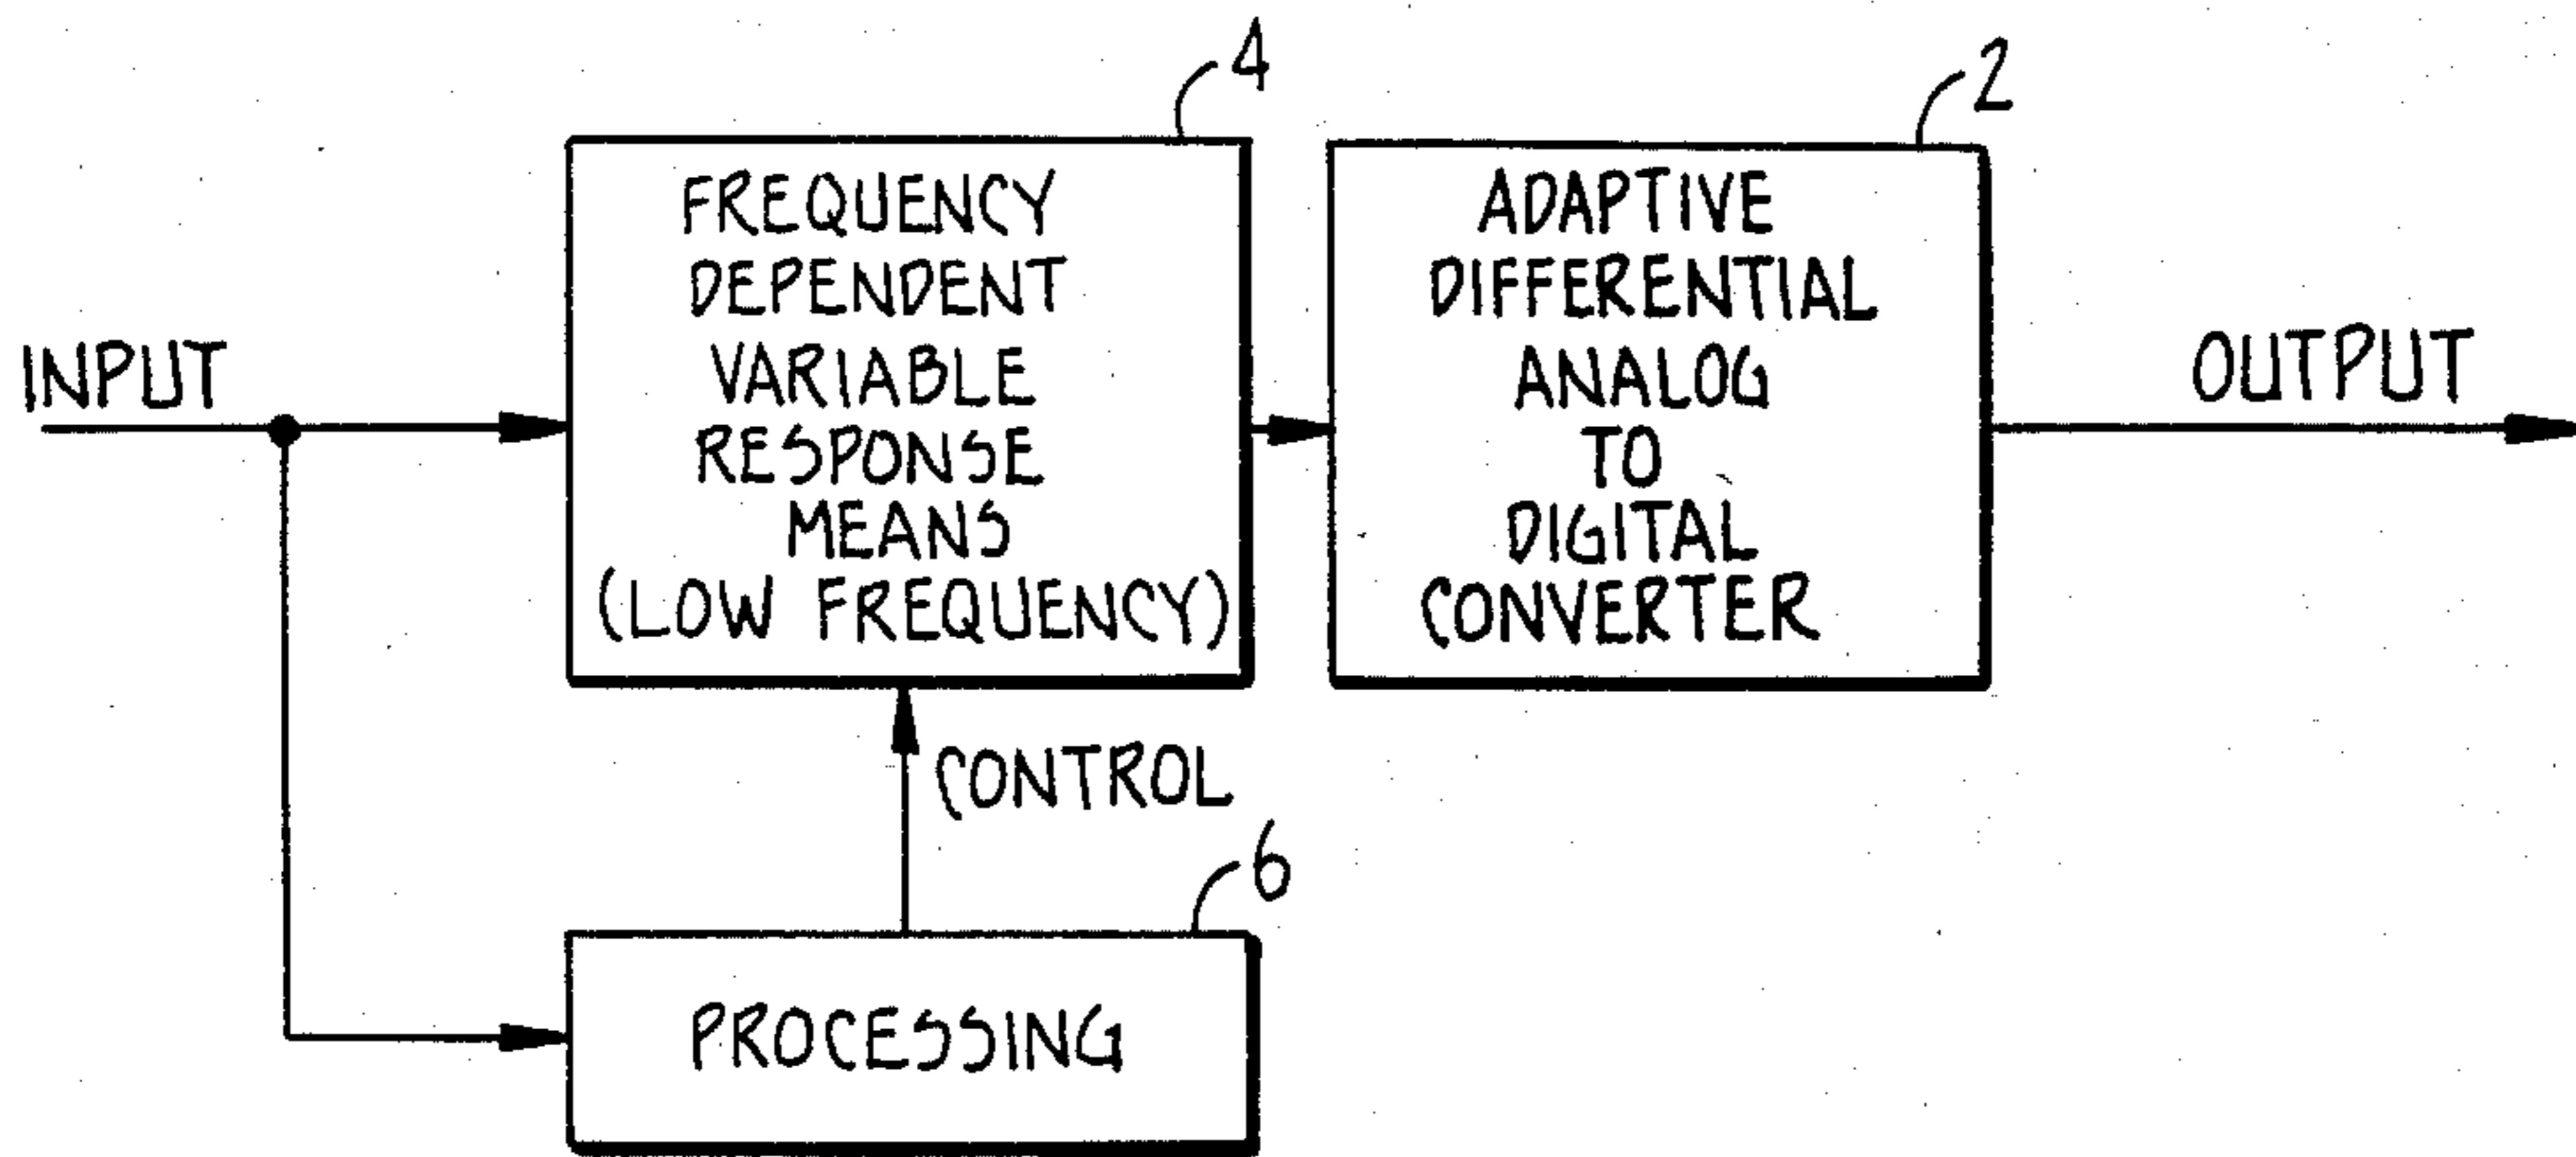 4
2
FREQUENCY
DEPENDENT
VARIABLE
RESPONSE
MEANS
(LOW FREQUENCY)
ADAPTIVE
DIFFERENTIAL
ANALOG
TO
DIGITAL
CONVERTER
INPUT
OUTPUT
CONTROL
6
PROCESSING